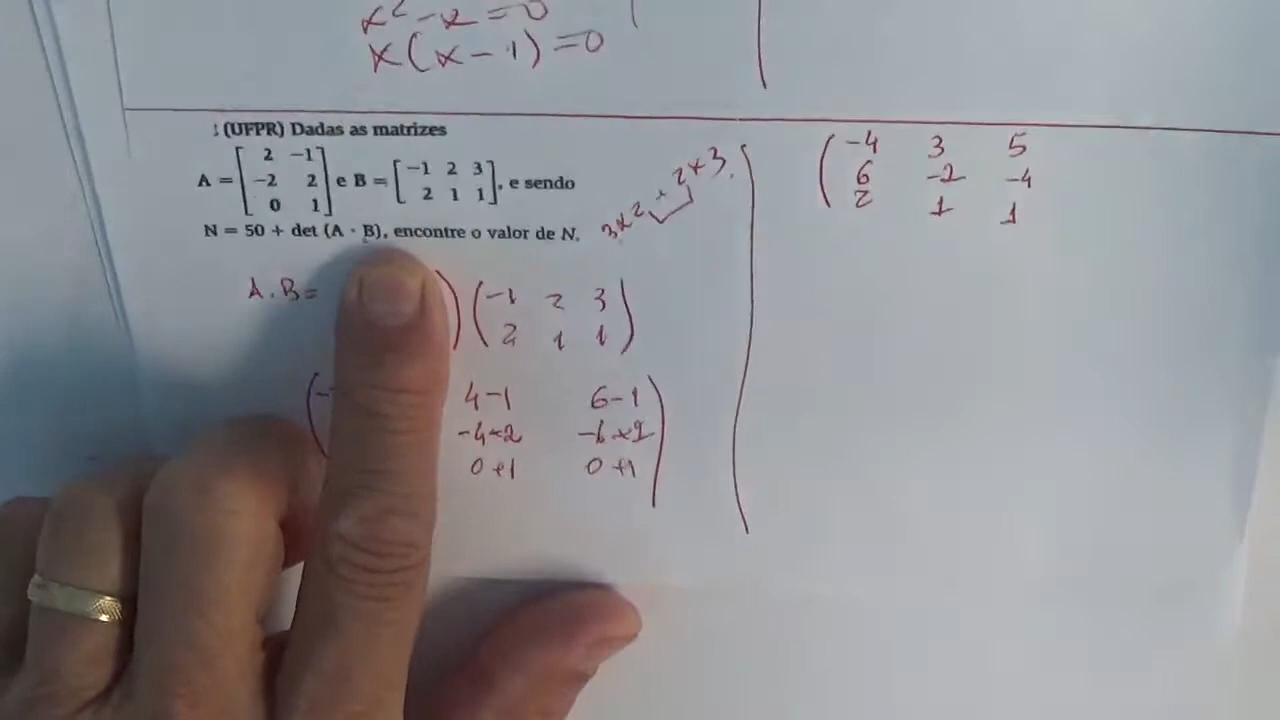 x² - x = 0
x(x - 1) = 0
(UFPR) Dadas as matrizes
A = [2 -1; -2 2; 0 1] e B = [-1 2 3; 2 1 1], e sendo
N = 50 + det (A · B), encontre o valor de N.
3x2 · 2x3.
A.B=
) (-1 2 3
2 1 1)
4-1 6-1
-4+2 -6+2
0+1 0+1
(-4 3 5
6 -2 -4
2 1 1